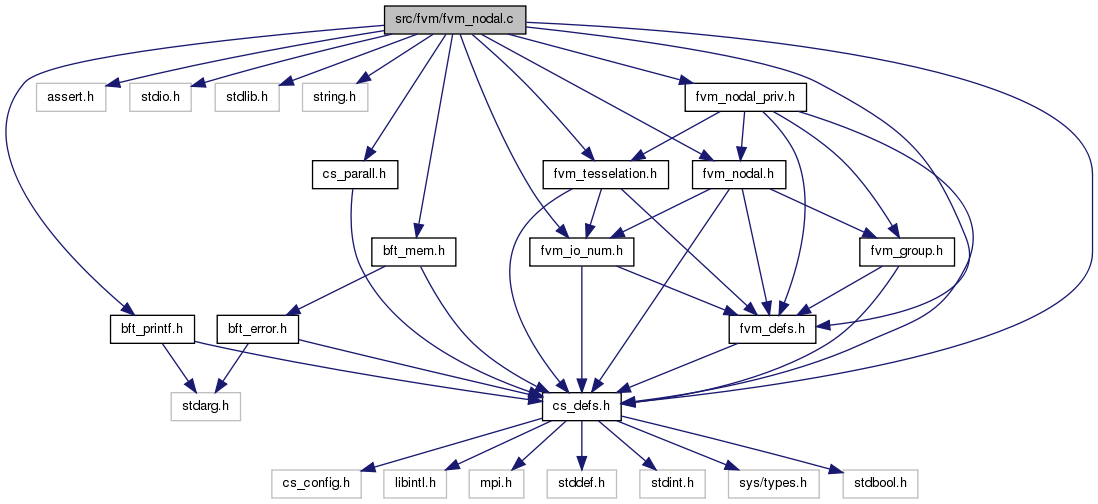 src/fvm/fvm_nodal.c
assert.h
stdio.h
stdlib.h
string.h
fvm_nodal_priv.h
cs_parall.h
fvm_tesselation.h
fvm_nodal.h
bft_mem.h
fvm_io_num.h
fvm_group.h
bft_printf.h
bft_error.h
fvm_defs.h
stdarg.h
cs_defs.h
cs_config.h
libintl.h
mpi.h
stddef.h
stdint.h
sys/types.h
stdbool.h